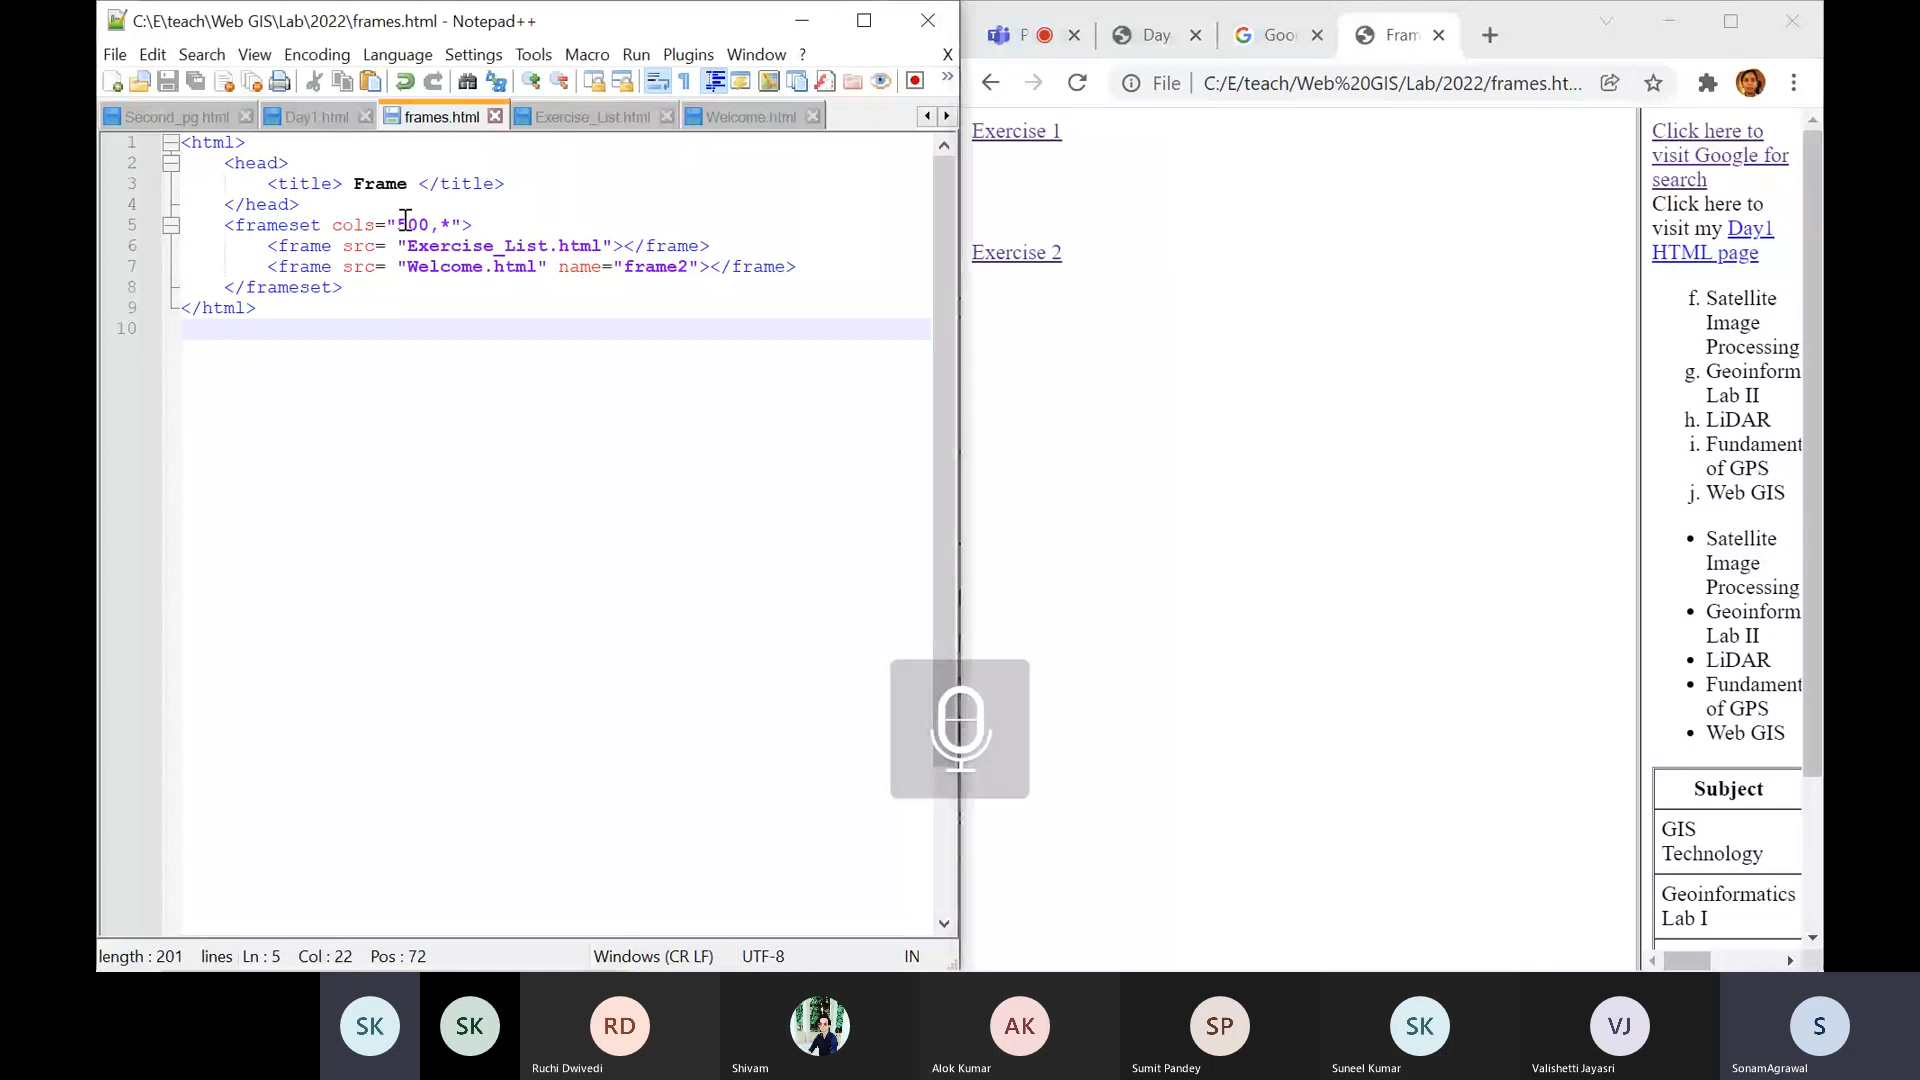 C:\E\teach\Web GIS\Lab\2022\frames.html - Notepad++
File Edit Search View Encoding Language Settings Tools Macro Run Plugins Window ? X
Second_pg html Day1.html frames.html Exercise_List.html Welcome.html
1 <html>
2 <head>
3 <title> Frame </title>
4 </head>
5 <frameset cols="500,*">
6 <frame src= "Exercise_List.html"></frame>
7 <frame src= "Welcome.html" name="frame2"></frame>
8 </frameset>
9 </html>
10
length : 201 lines Ln : 5 Col : 22 Pos : 72 Windows (CR LF) UTF-8 IN
P Day Goo Fram
File C:/E/teach/Web%20GIS/Lab/2022/frames.ht...
Exercise 1
Exercise 2
Click here to
visit Google for
search
Click here to
visit my Day1
HTML page
f. Satellite
Image
Processing
g. Geoinform
Lab II
h. LiDAR
i. Fundament
of GPS
j. Web GIS
• Satellite
Image
Processing
• Geoinform
Lab II
• LiDAR
• Fundament
of GPS
• Web GIS
Subject
GIS
Technology
Geoinformatics
Lab I
SK SK RD AK SP SK VJ S
Ruchi Dwivedi Shivam Alok Kumar Sumit Pandey Suneel Kumar Valishetti Jayasri SonamAgrawal